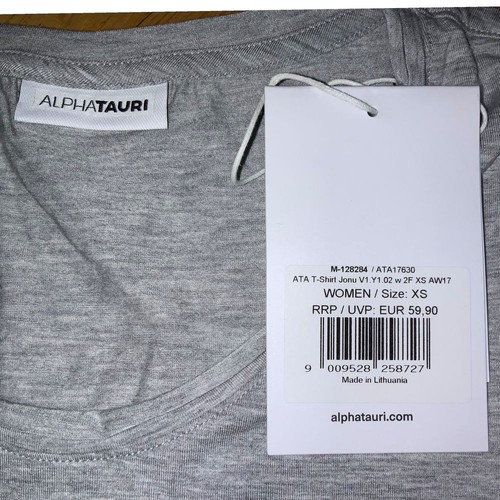 ALPHATAURI
M-128284 / ATA17630
ATA T-Shirt Jonu V1.Y1.02 w 2F XS AW17
WOMEN / Size: XS
RRP / UVP: EUR 59,90
9 009528 258727
Made in Lithuania
alphatauri.com